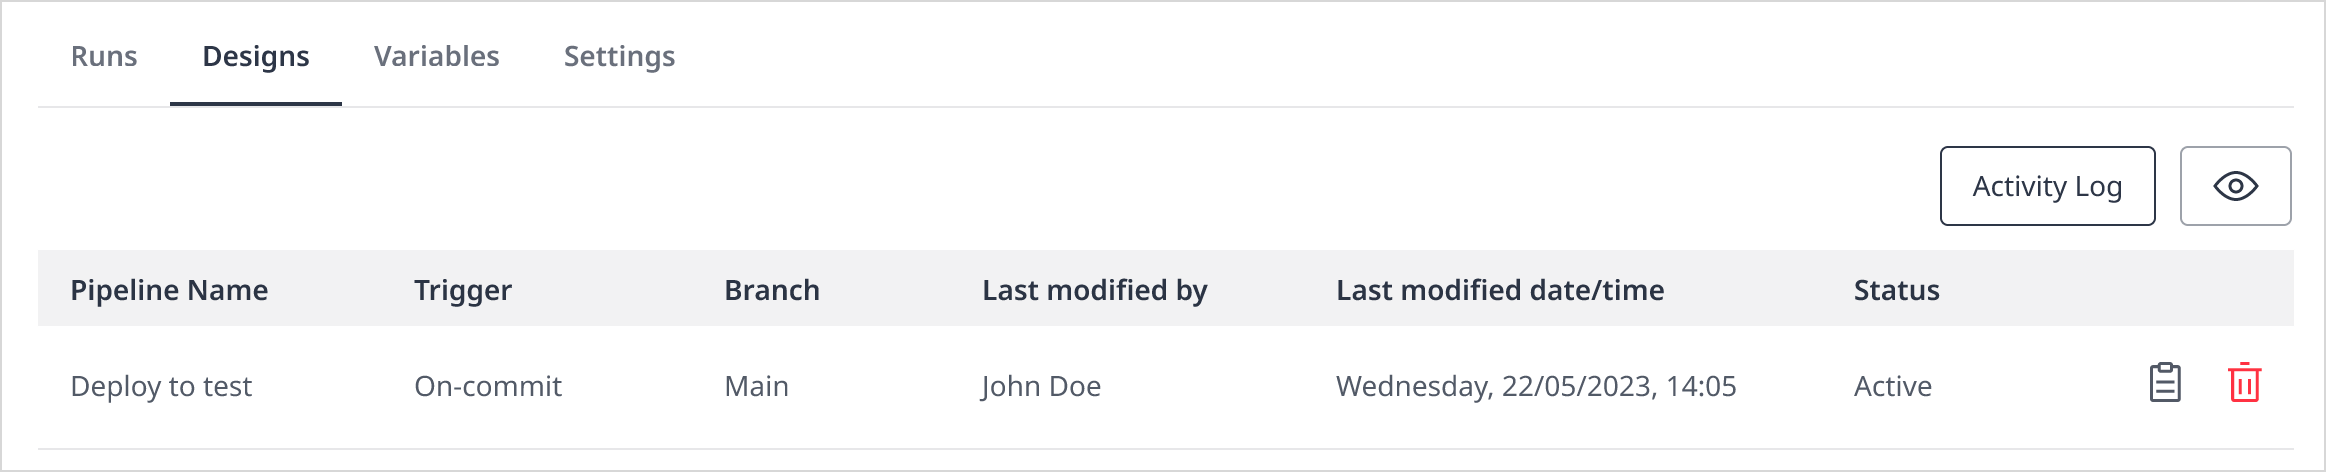 Runs Designs Variables Settings
Activity Log
Pipeline Name Trigger Branch Last modified by Last modified date/time Status
Deploy to test On-commit Main John Doe Wednesday, 22/05/2023, 14:05 Active